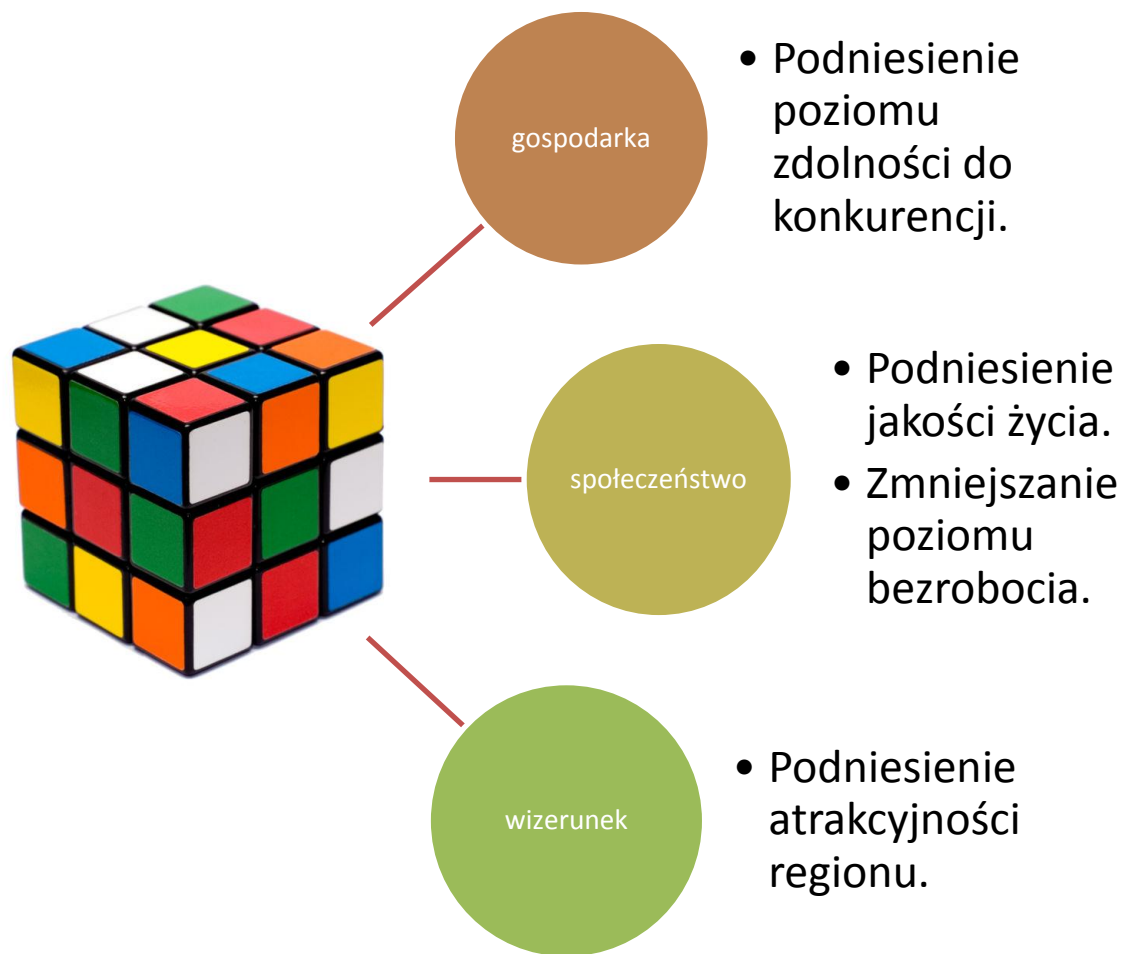 gospodarka
• Podniesienie
poziomu
zdolności do
konkurencji.
społeczeństwo
• Podniesienie
jakości życia.
• Zmniejszanie
poziomu
bezrobocia.
wizerunek
• Podniesienie
atrakcyjności
regionu.